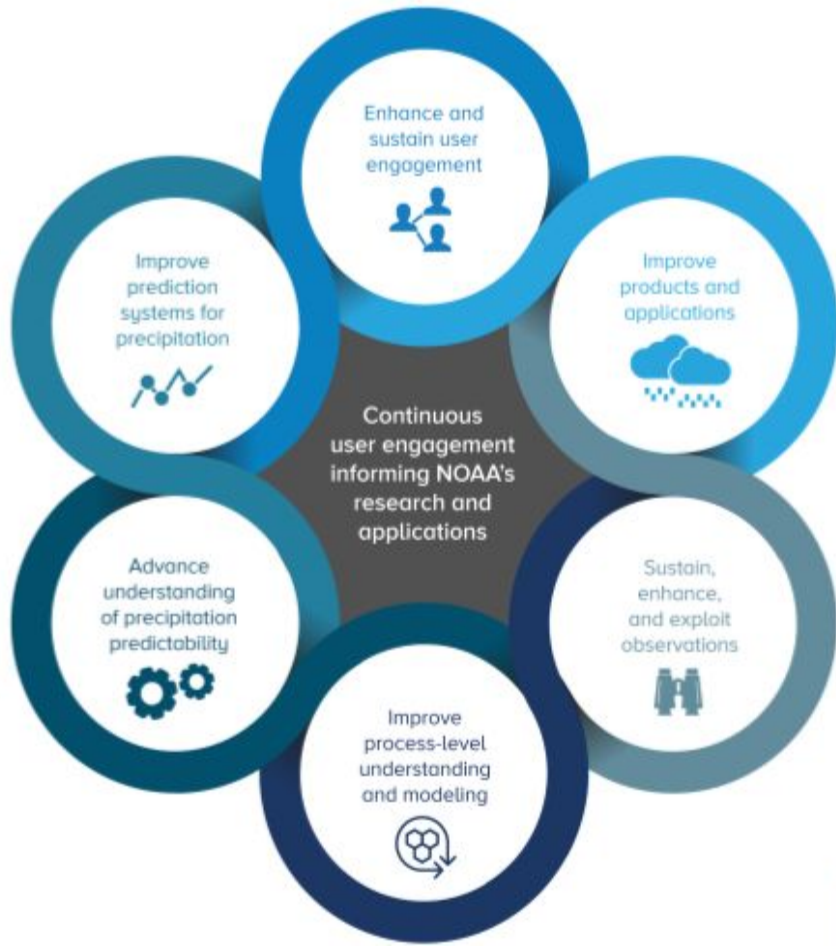 Enhance and
sustain user
engagement
Improve
products and
applications
Sustain,
enhance,
and exploit
observations
Improve
process-level
understanding
and modeling
Advance
understanding
of precipitation
predictability
Improve
prediction
systems for
precipitation
Continuous
user engagement
informing NOAA's
research and
applications